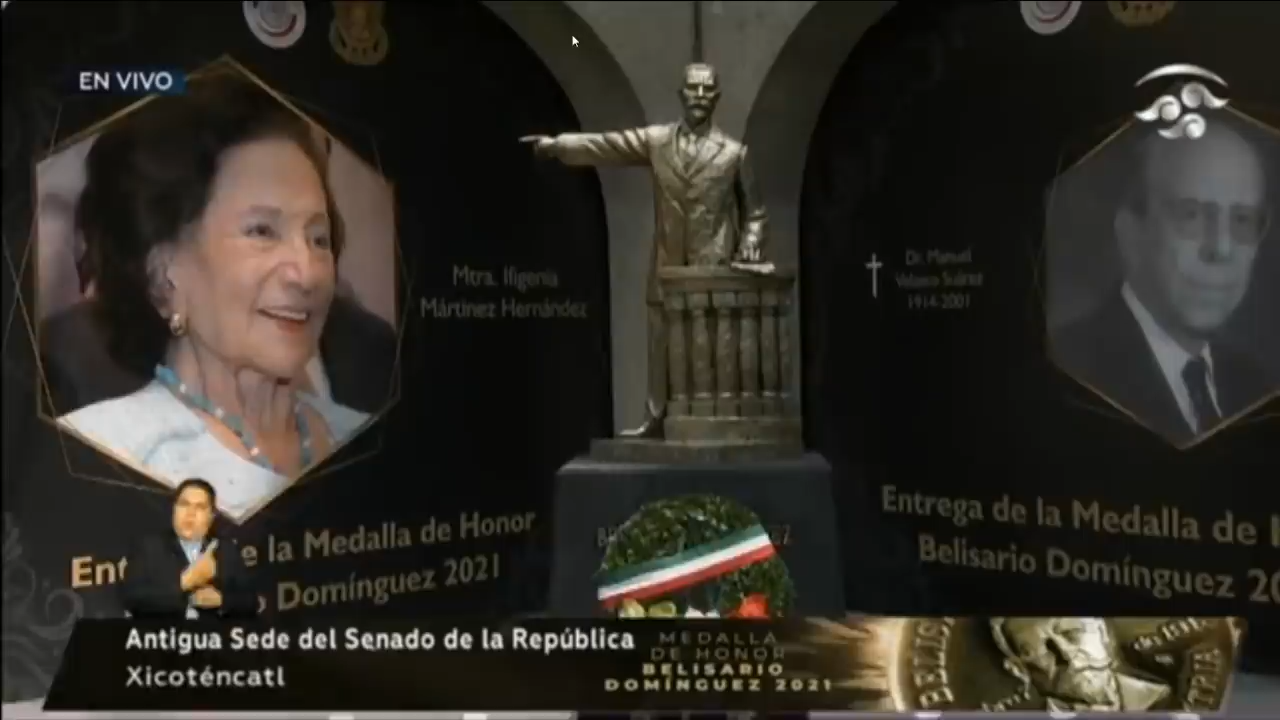 EN VIVO
Mtra. Ifigenia
Mártinez Hernández
Dr. Manuel
Velasco Suárez
1914-2001
Entrega de la Medalla de
Belisario Domínguez 20
de la Medalla de Honor
Domínguez 2021
Antigua Sede del Senado de la República
Xicoténcatl
MEDALLA
DE HONOR
BELISARIO
DOMÍNGUEZ 2021